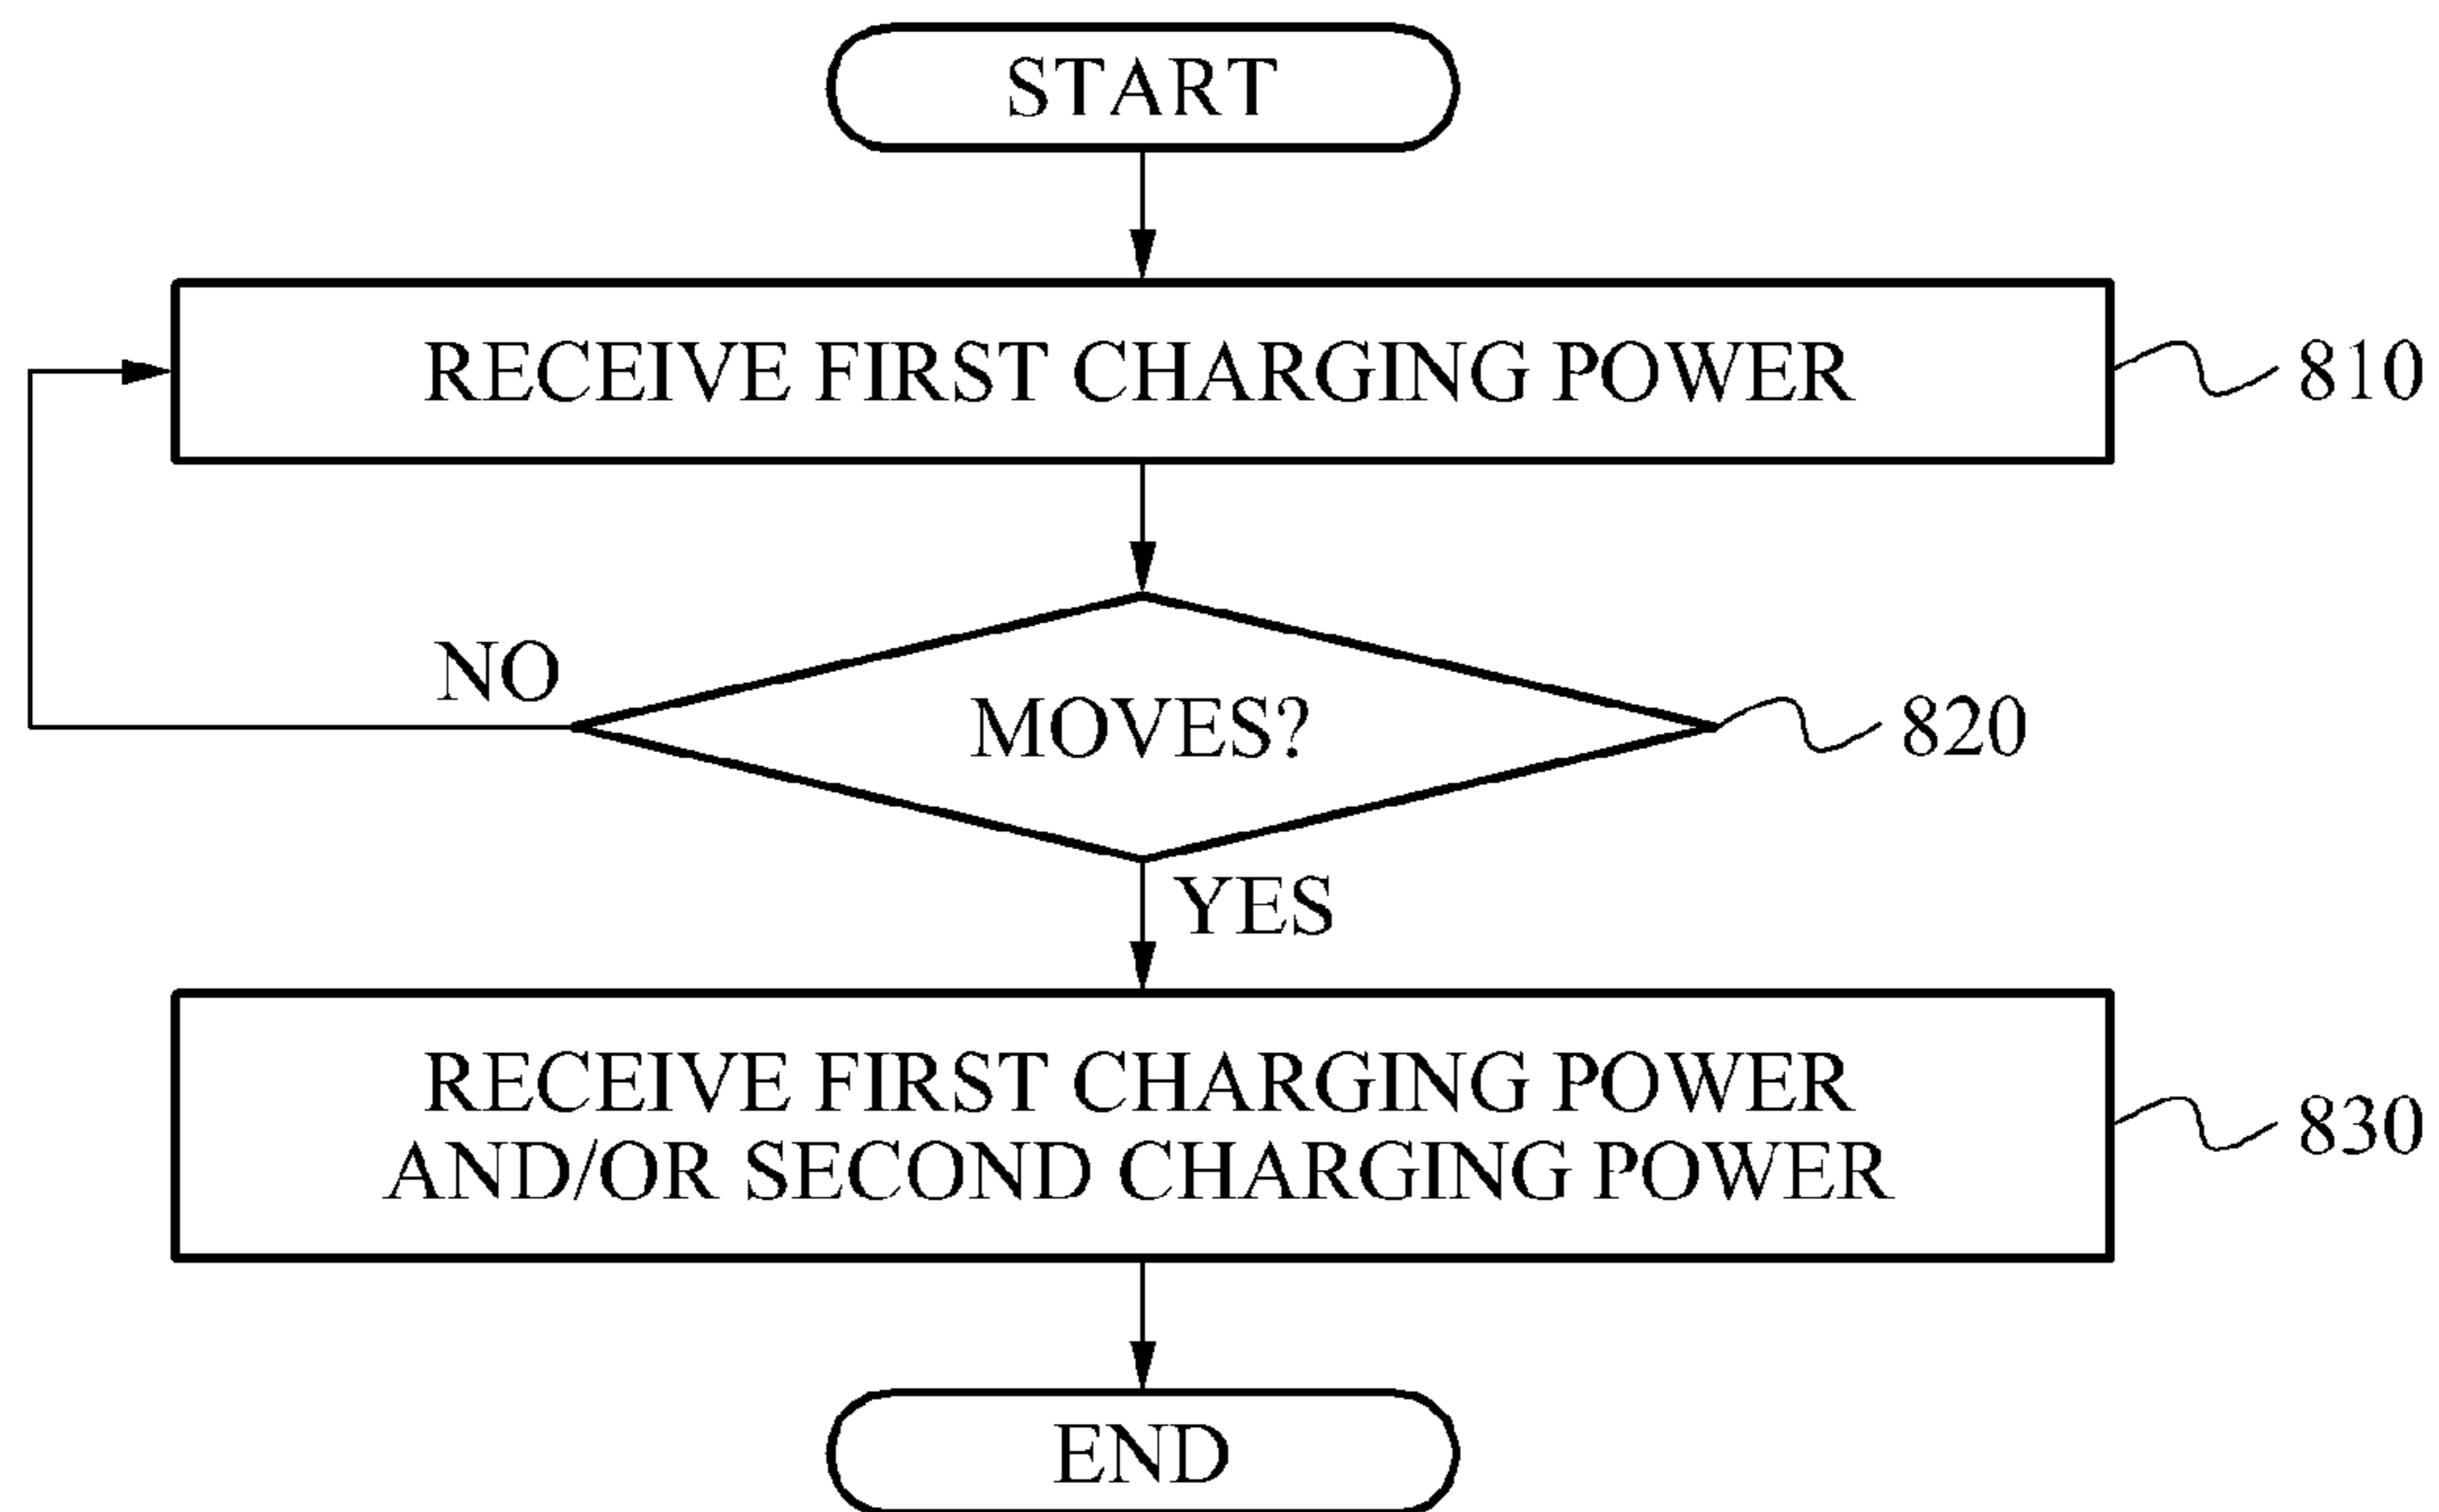 START
RECEIVE FIRST CHARGING POWER
810
NO
MOVES?
820
YES
RECEIVE FIRST CHARGING POWER
AND/OR SECOND CHARGING POWER
830
END